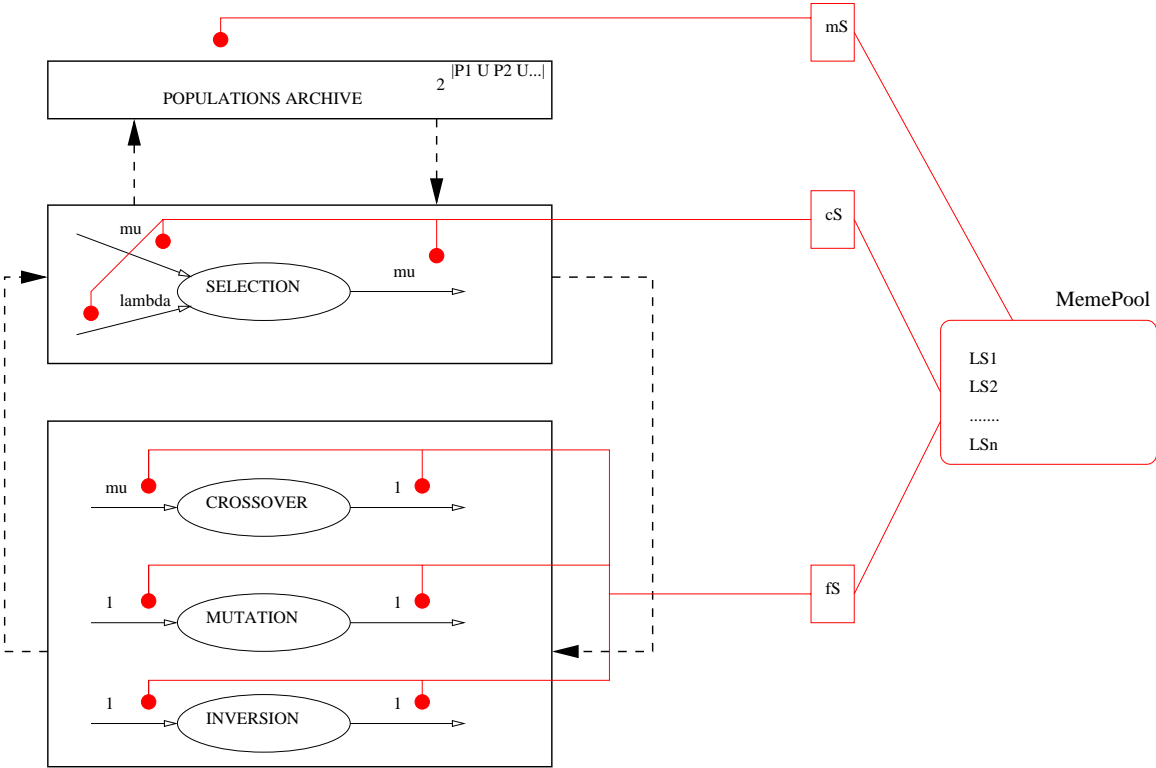 mS
|P1 U P2 U...|
2
POPULATIONS ARCHIVE
mu
cS
SELECTION
mu
lambda
MemePool
LS1
LS2
.......
LSn
mu
1
CROSSOVER
1
MUTATION
1
fS
1
INVERSION
1